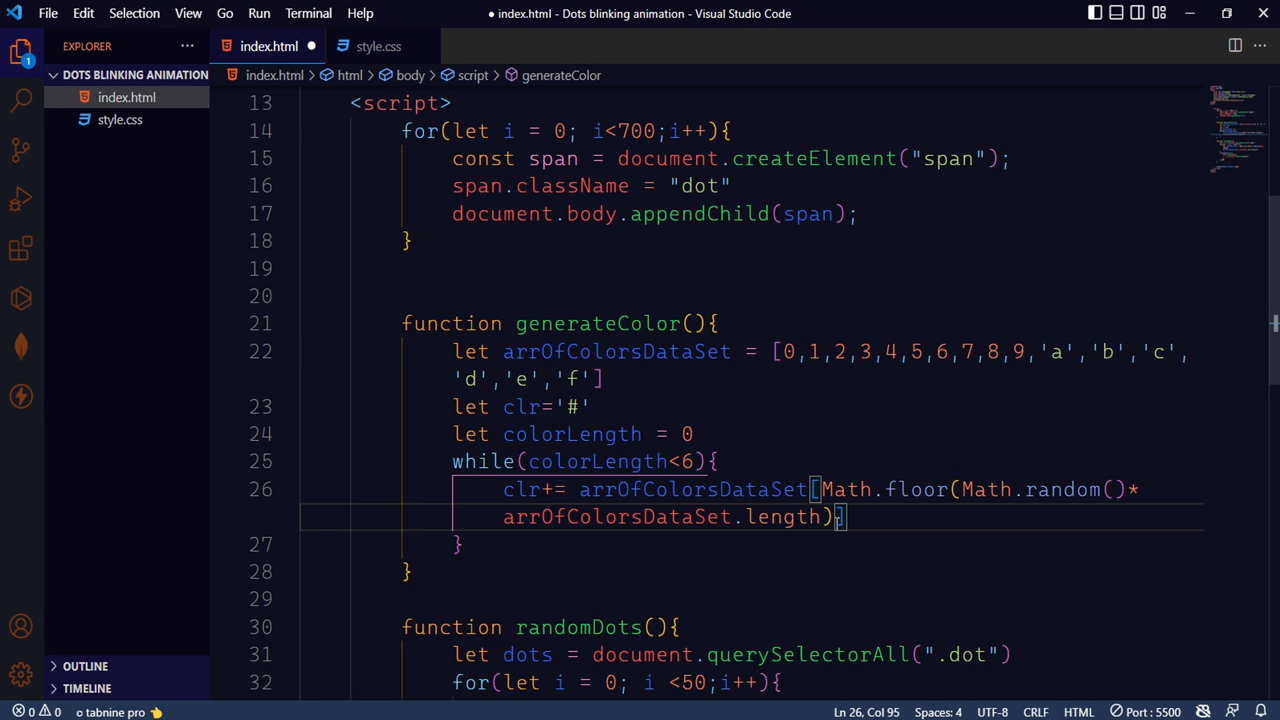 File Edit Selection View Go Run Terminal Help
● index.html - Dots blinking animation - Visual Studio Code
EXPLORER
index.html
style.css
DOTS BLINKING ANIMATION
index.html > html > body > script > generateColor
1
index.html
style.css
13 <script>
14 for(let i = 0; i<700;i++){
15 const span = document.createElement("span");
16 span.className = "dot"
17 document.body.appendChild(span);
18 }
19
20
21 function generateColor(){
22 let arrOfColorsDataSet = [0,1,2,3,4,5,6,7,8,9,'a','b','c',
'd','e','f']
23 let clr='#'
24 let colorLength = 0
25 while(colorLength<6){
26 clr+= arrOfColorsDataSet[Math.floor(Math.random()*
arrOfColorsDataSet.length)]
27 }
28 }
29
30 function randomDots(){
31 let dots = document.querySelectorAll(".dot")
32 for(let i = 0; i <50;i++){
OUTLINE
TIMELINE
0 0 tabnine pro
Ln 26, Col 95 Spaces: 4 UTF-8 CRLF HTML Port : 5500